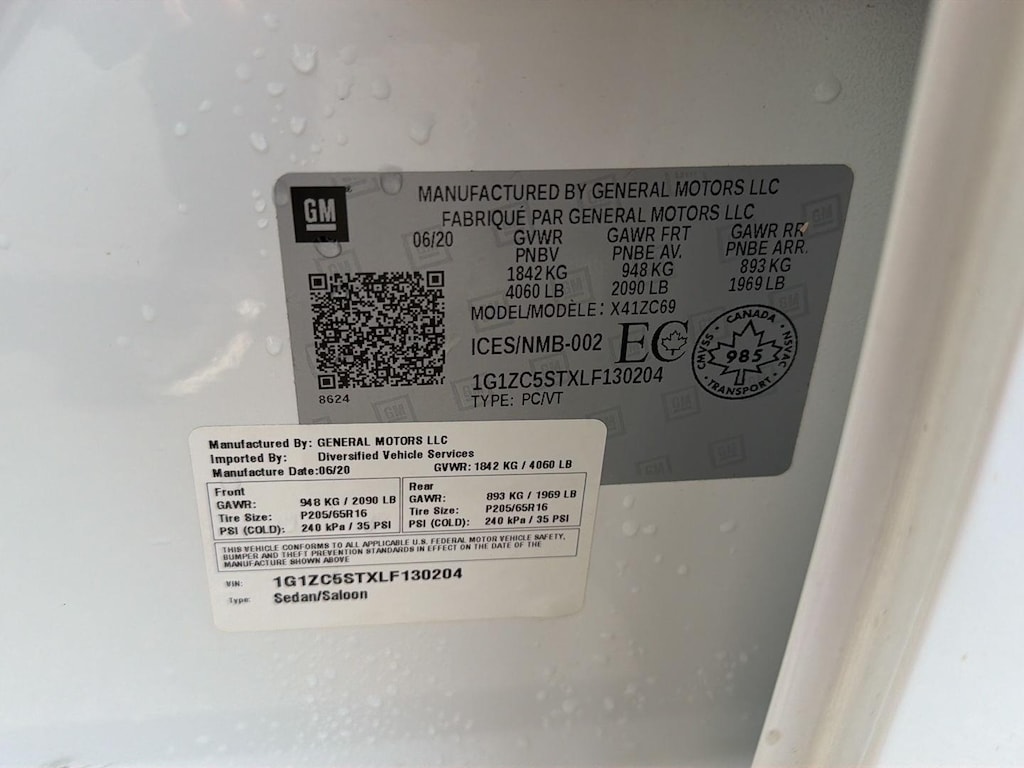 GM
MANUFACTURED BY GENERAL MOTORS LLC
FABRIQUÉ PAR GENERAL MOTORS LLC
06/20 GVWR GAWR FRT GAWR RR
PNBV PNBE AV. PNBE ARR.
1842 KG 948 KG 893 KG
4060 LB 2090 LB 1969 LB
MODEL/MODÈLE: X41ZC69
ICES/NMB-002 EC
CANADA
CMVSS 985 NSVAC
TRANSPORT
1G1ZC5STXLF130204
TYPE: PC/VT
8624
Manufactured By: GENERAL MOTORS LLC
Imported By: Diversified Vehicle Services
Manufacture Date:06/20 GVWR: 1842 KG / 4060 LB
Front
GAWR: 948 KG / 2090 LB
Tire Size: P205/65R16
PSI (COLD): 240 kPa / 35 PSI
Rear
GAWR: 893 KG / 1969 LB
Tire Size: P205/65R16
PSI (COLD): 240 kPa / 35 PSI
THIS VEHICLE CONFORMS TO ALL APPLICABLE U.S. FEDERAL MOTOR VEHICLE SAFETY,
BUMPER AND THEFT PREVENTION STANDARDS IN EFFECT ON THE DATE OF THE
MANUFACTURE SHOWN ABOVE
VIN: 1G1ZC5STXLF130204
Type: Sedan/Saloon